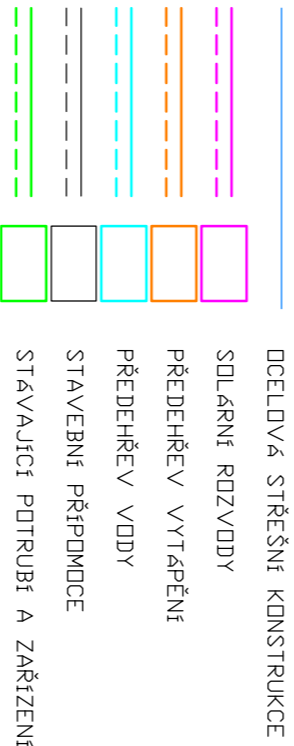 OCELOVÁ STŘEŠNÍ KONSTRUKCE
SOLÁRNÍ ROZVODY
PŘEDEHŘEV VYTÁPĚNÍ
PŘEDEHŘEV VODY
STAVEBNÍ PŘÍPOMOCE
STÁVAJÍCÍ POTRUBÍ A ZAŘÍZENÍ